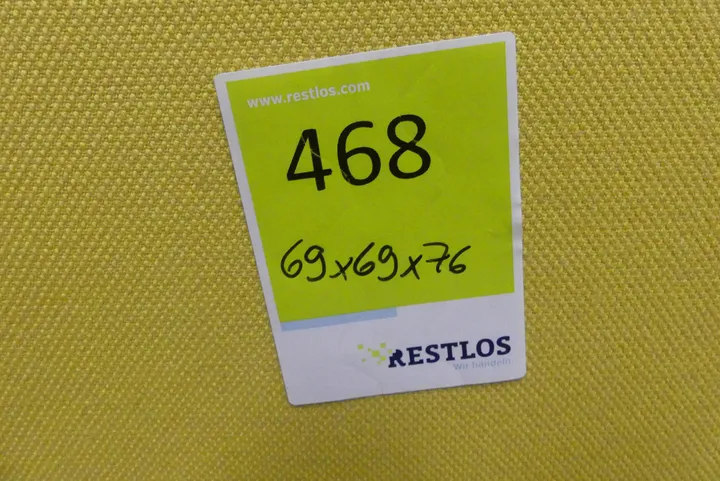 www.restlos.com
468
69x69x76
RESTLOS
Wir handeln